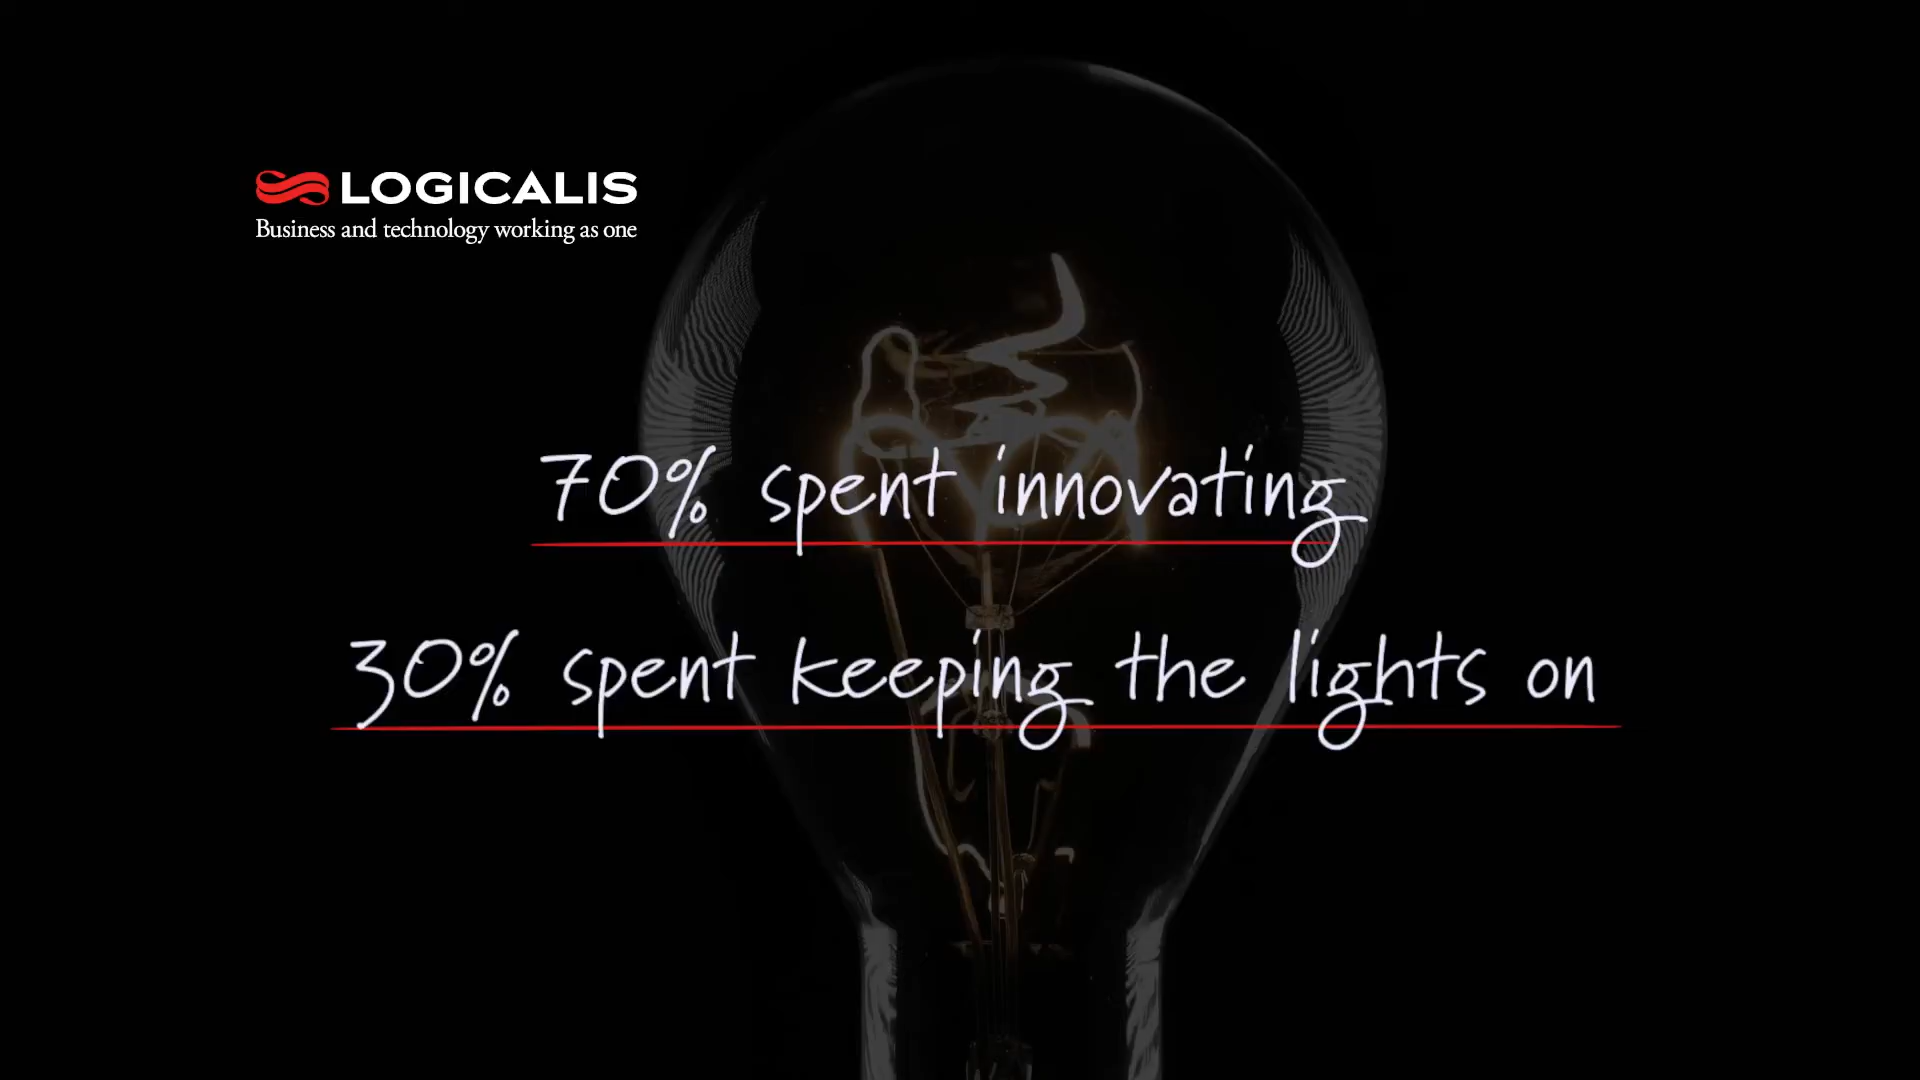 LOGICALIS
Business and technology working as one
70% spent innovating
30% spent keeping the lights on